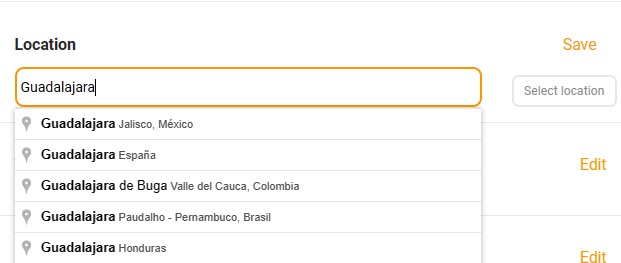 Location
Save
Guadalajara
Select location
Guadalajara Jalisco, México
Guadalajara España
Edit
Guadalajara de Buga Valle del Cauca, Colombia
Guadalajara Paudalho - Pernambuco, Brasil
Guadalajara Honduras
Edit